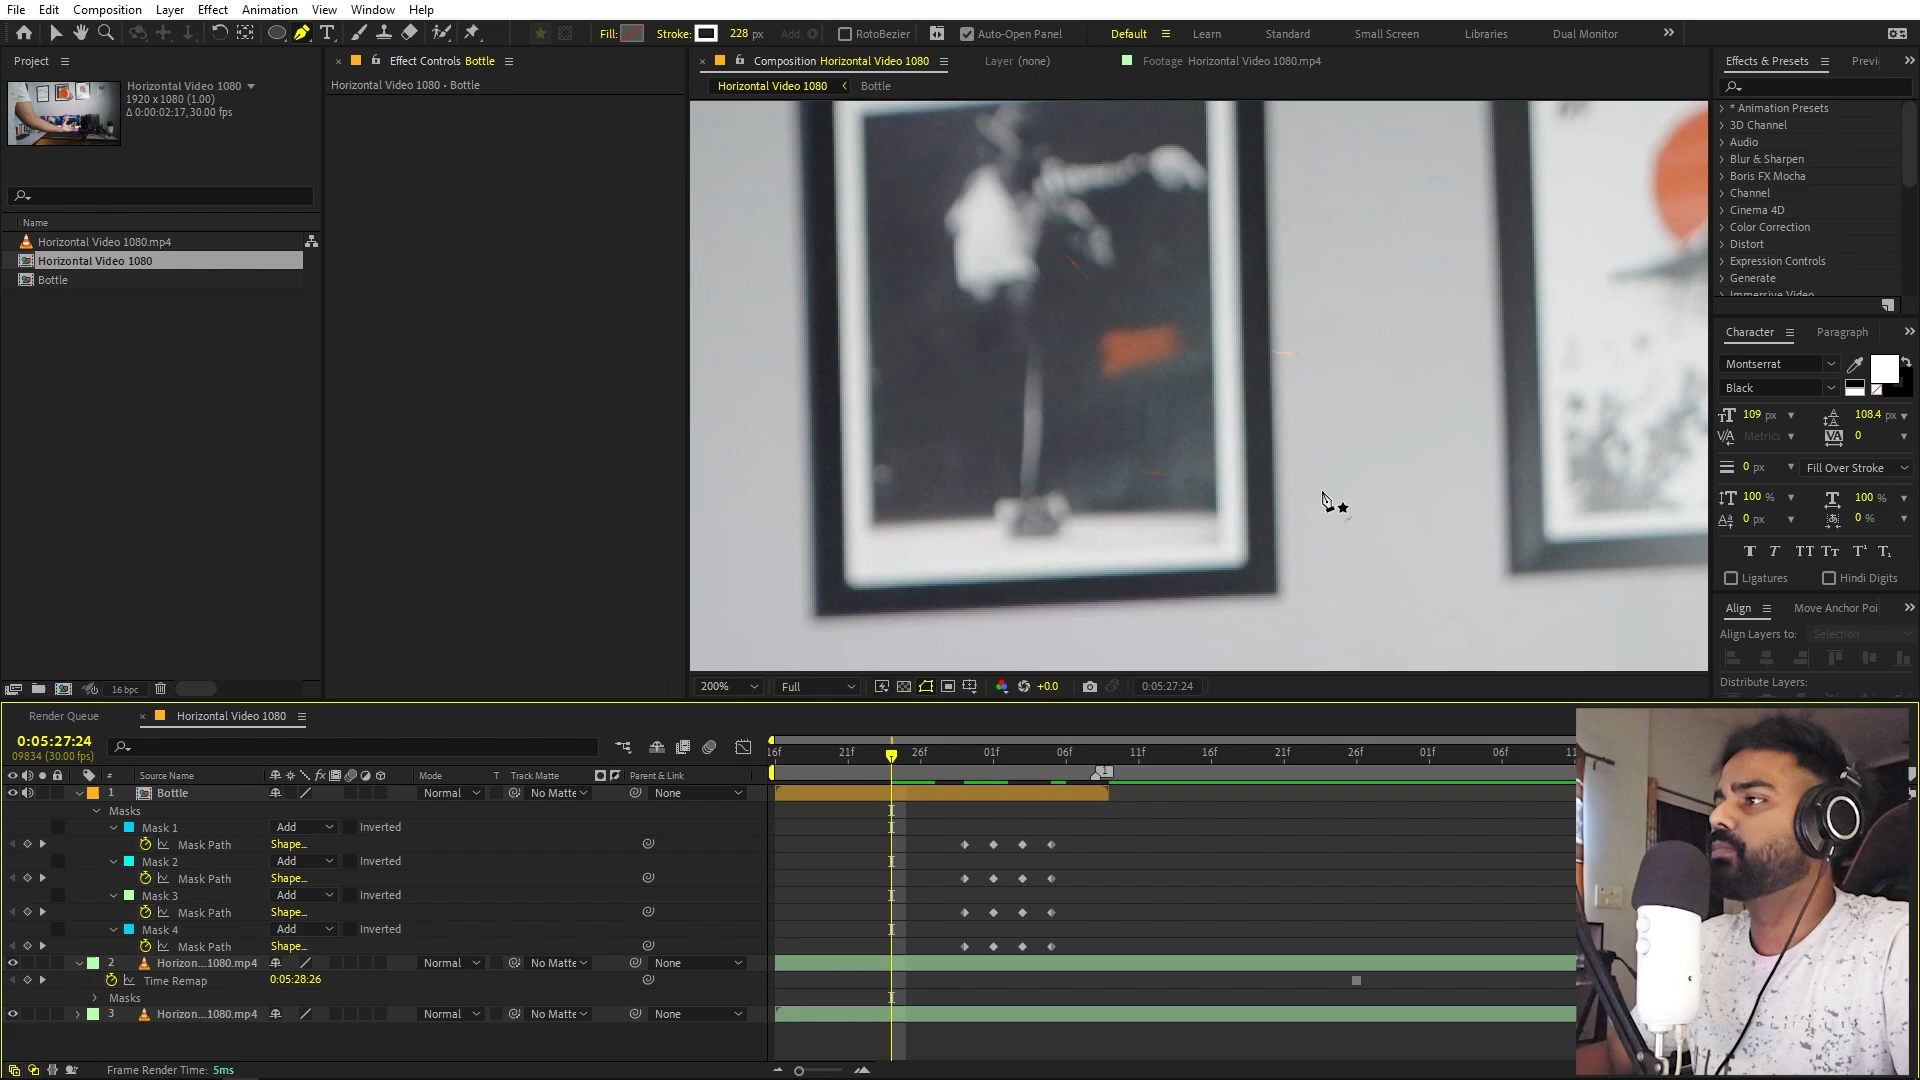 File Edit Composition Layer Effect Animation View Window Help
Fill: Stroke: 228 px Add: RotoBezier Auto-Open Panel Default Learn Standard Small Screen Libraries Dual Monitor
Project
Horizontal Video 1080
1920 x 1080 (1.00)
Δ 0:00:02:17, 30.00 fps
Name
Horizontal Video 1080.mp4
Horizontal Video 1080
Bottle
16 bpc
Effect Controls Bottle
Horizontal Video 1080 • Bottle
Composition Horizontal Video 1080 Layer (none) Footage Horizontal Video 1080.mp4
Horizontal Video 1080 Bottle
200% Full +0.0 0:05:27:24
Effects & Presets Previ
* Animation Presets
3D Channel
Audio
Blur & Sharpen
Boris FX Mocha
Channel
Cinema 4D
Color Correction
Distort
Expression Controls
Generate
Immersive Video
Character Paragraph
Montserrat
Black
109 px 108.4 px
Metrics 0
0 px Fill Over Stroke
100 % 100 %
0 px 0 %
T T TT Tt T¹ T₁
Ligatures Hindi Digits
Align Move Anchor Poi
Align Layers to: Selection
Distribute Layers:
Render Queue Horizontal Video 1080
0:05:27:24
09834 (30.00 fps)
16f 21f 26f 01f 06f 11f 16f 21f 26f 01f 06f 11
# Source Name Mode T Track Matte Parent & Link
1
1 Bottle Normal No Matte None
Masks
Mask 1 Add Inverted
Mask Path Shape...
Mask 2 Add Inverted
Mask Path Shape...
Mask 3 Add Inverted
Mask Path Shape...
Mask 4 Add Inverted
Mask Path Shape...
2 Horizon...1080.mp4 Normal No Matte None
Time Remap 0:05:28:26
Masks
3 Horizon...1080.mp4 Normal No Matte None
Frame Render Time: 5ms